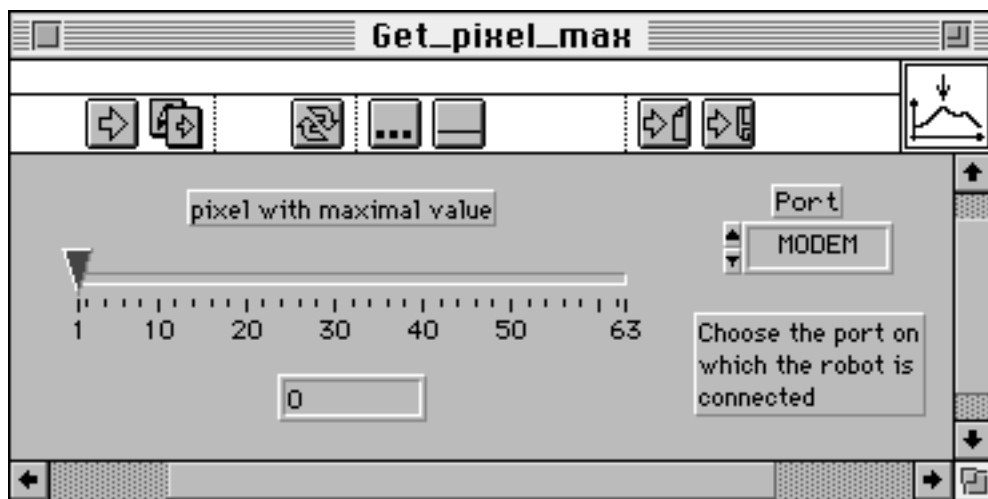 Get_pixel_max
...
pixel with maximal value
Port
MODEM
1 10 20 30 40 50 63
Choose the port on
which the robot is
connected
0